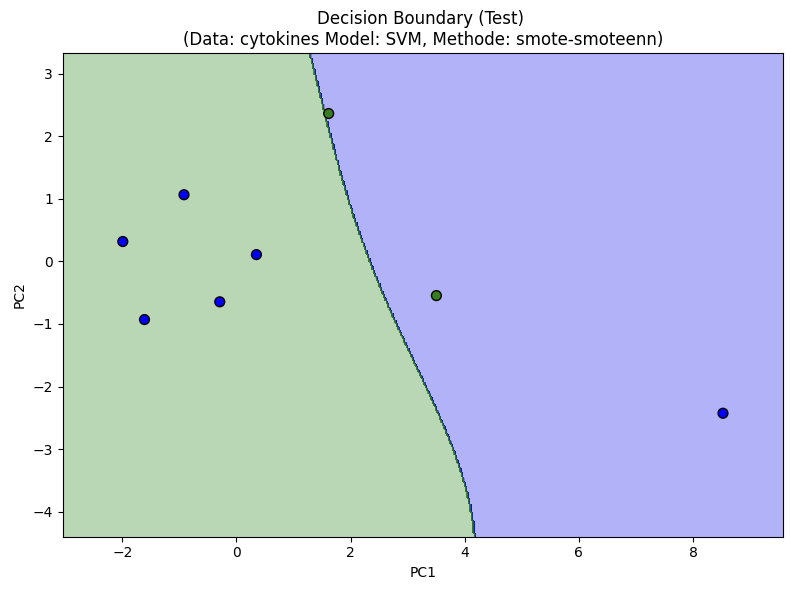 Decision Boundary (Test)
(Data: cytokines Model: SVM, Methode: smote-smoteenn)
3
2
1
0
−1
−2
−3
−4
PC2
−2 0 2 4 6 8
PC1